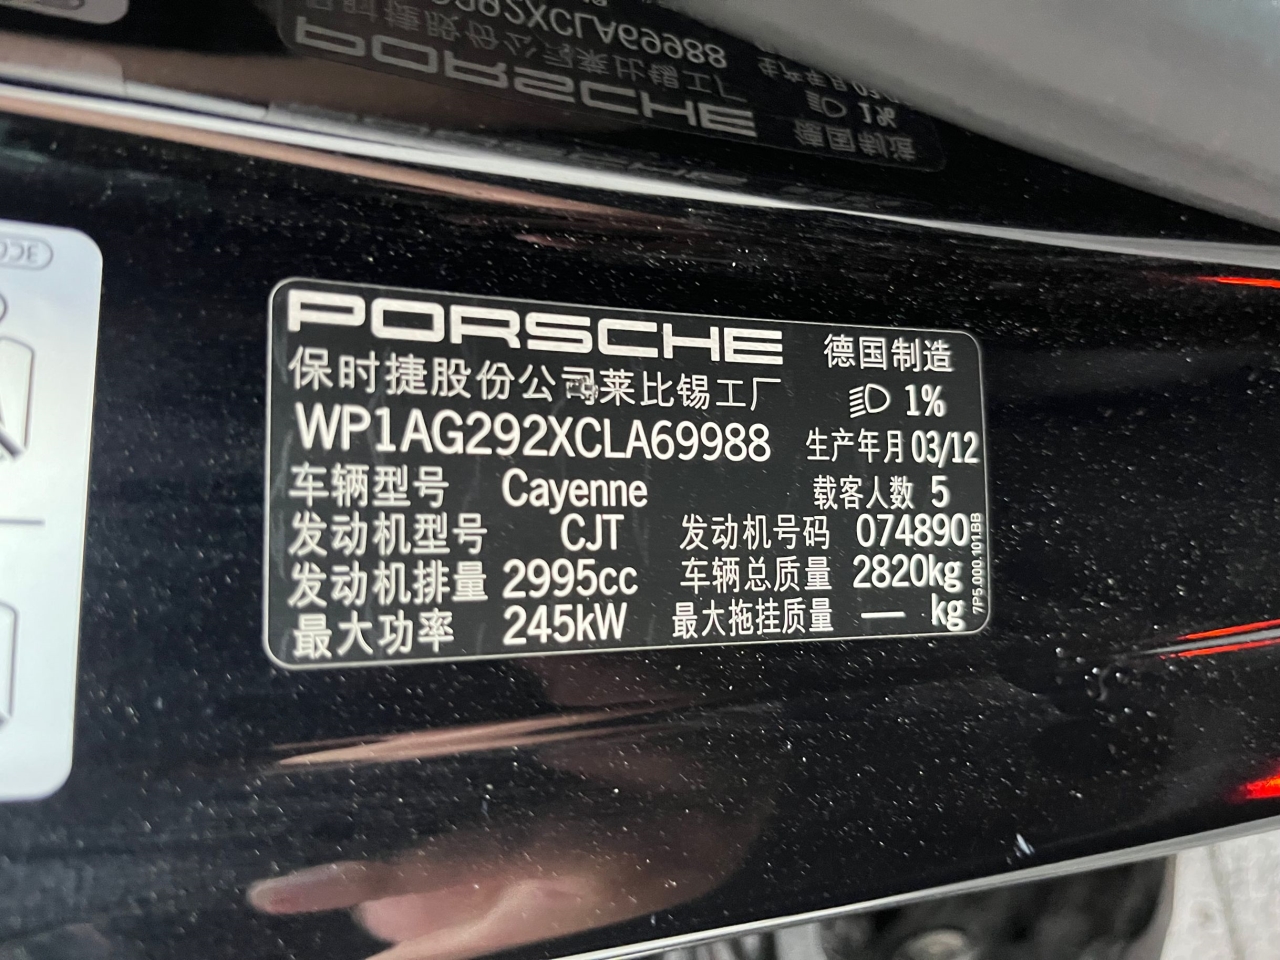 PORSCHE 德国制造
保时捷股份公司莱比锡工厂 1%
WP1AG292XCLA69988 生产年月 03/12
车辆型号 Cayenne 载客人数 5
发动机型号 CJT 发动机号码 074890
发动机排量 2995cc 车辆总质量 2820kg
最大功率 245kW 最大拖挂质量 — kg
7P5.000.101.BB